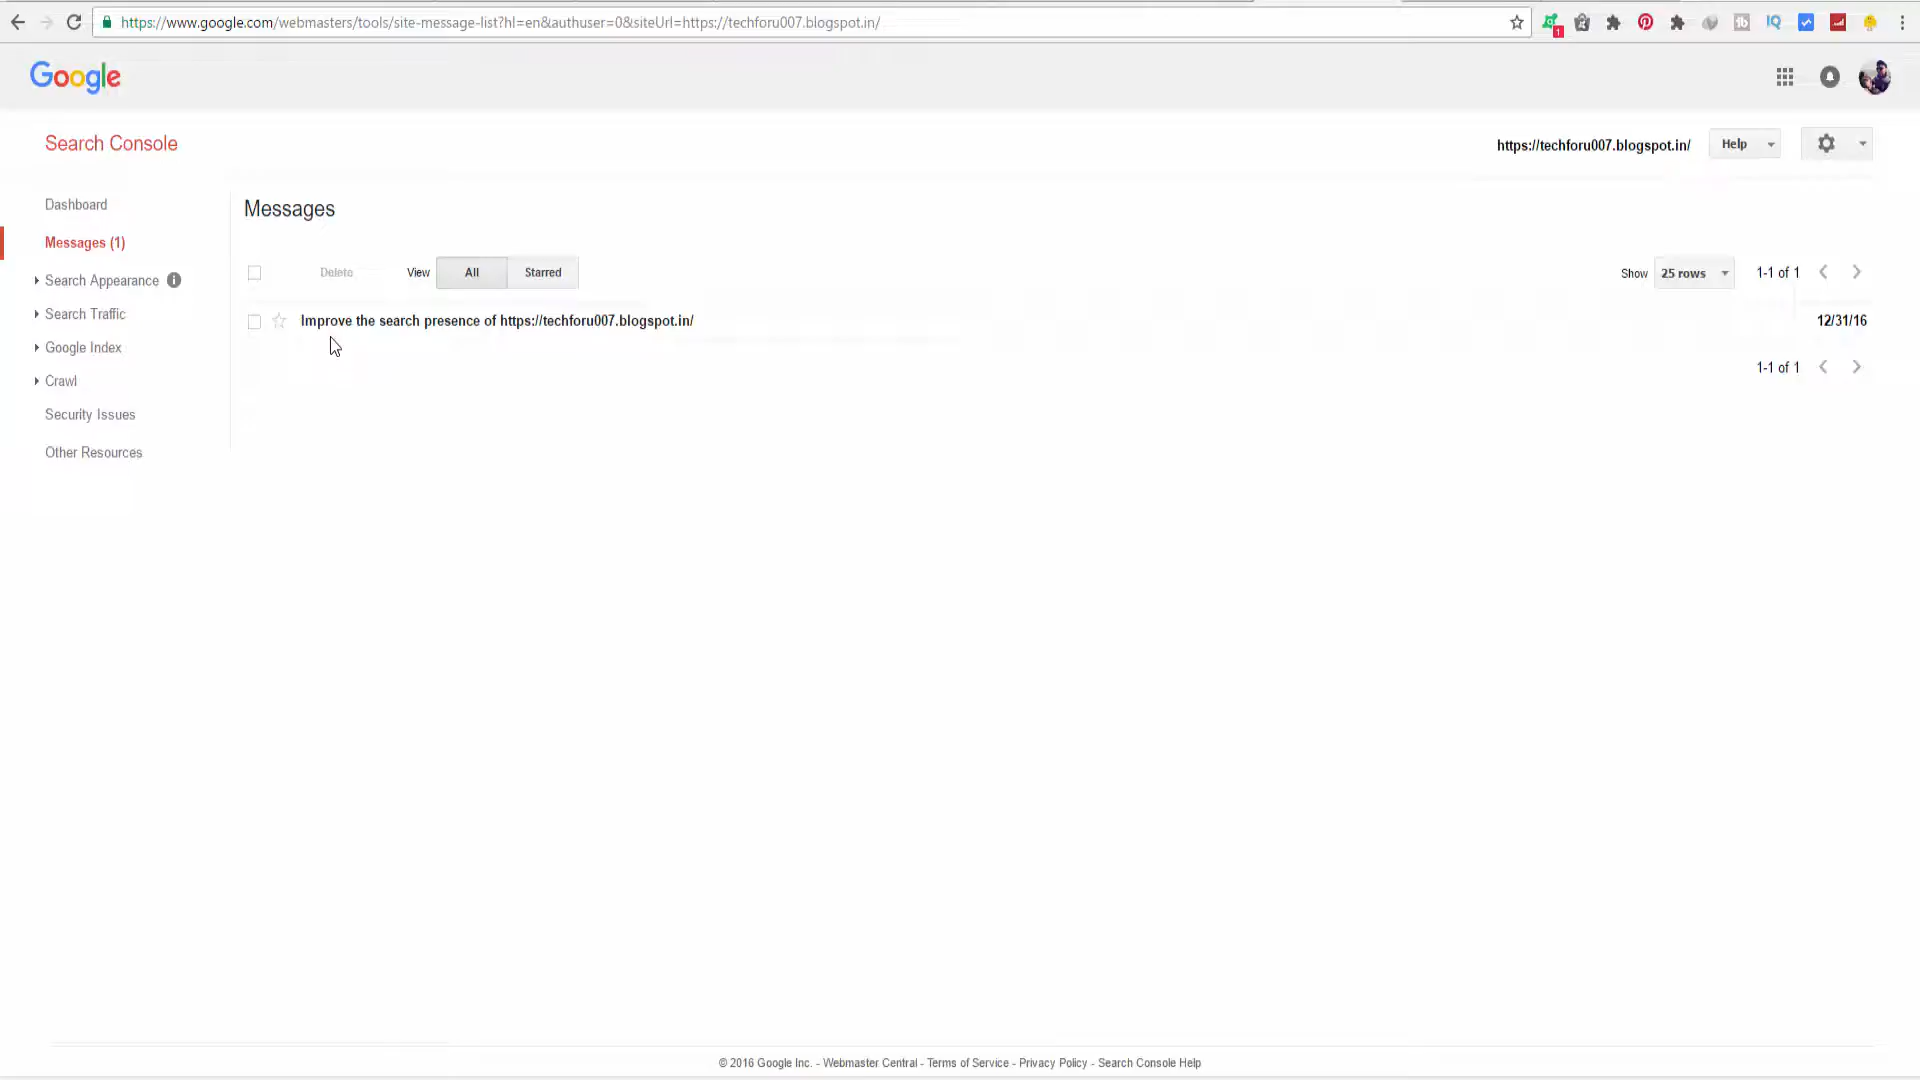 https://www.google.com/webmasters/tools/site-message-list?hl=en&authuser=0&siteUrl=https://techforu007.blogspot.in/
1
Google
Search Console
https://techforu007.blogspot.in/
Help
Dashboard
Messages (1)
Search Appearance
Search Traffic
Google Index
Crawl
Security Issues
Other Resources
Messages
Delete View All Starred
Show 25 rows 1-1 of 1
Improve the search presence of https://techforu007.blogspot.in/ 12/31/16
1-1 of 1
© 2016 Google Inc. - Webmaster Central - Terms of Service - Privacy Policy - Search Console Help